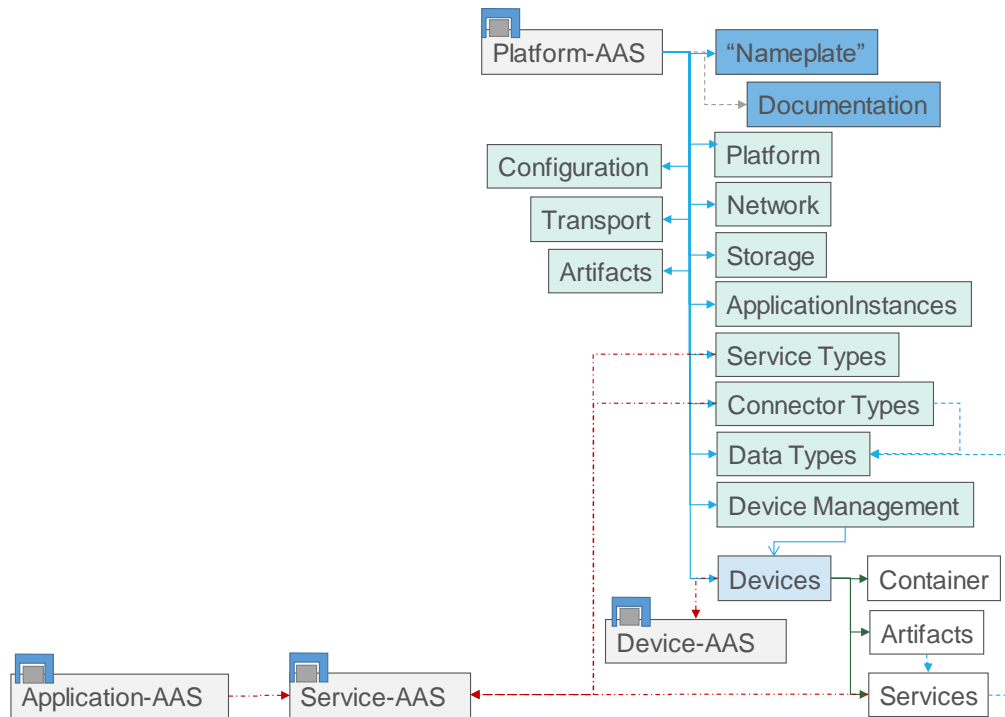 Platform-AAS
“Nameplate”
Documentation
Platform
Configuration
Network
Transport
Storage
Artifacts
ApplicationInstances
Service Types
Connector Types
Data Types
Device Management
Devices
Container
Artifacts
Device-AAS
Application-AAS
Service-AAS
Services